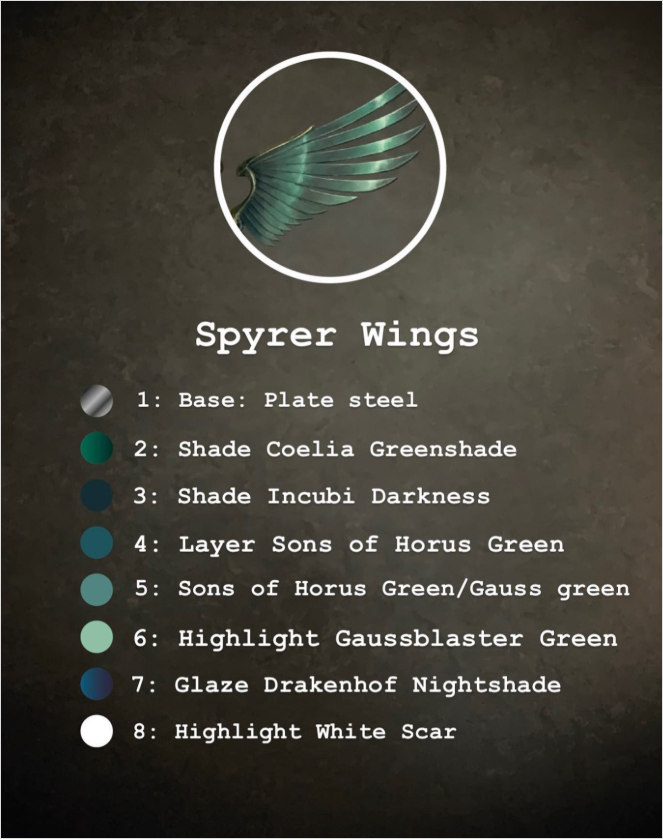 Spyrer Wings
1: Base: Plate steel
2: Shade Coelia Greenshade
3: Shade Incubi Darkness
4: Layer Sons of Horus Green
5: Sons of Horus Green/Gauss green
6: Highlight Gaussblaster Green
7: Glaze Drakenhof Nightshade
8: Highlight White Scar